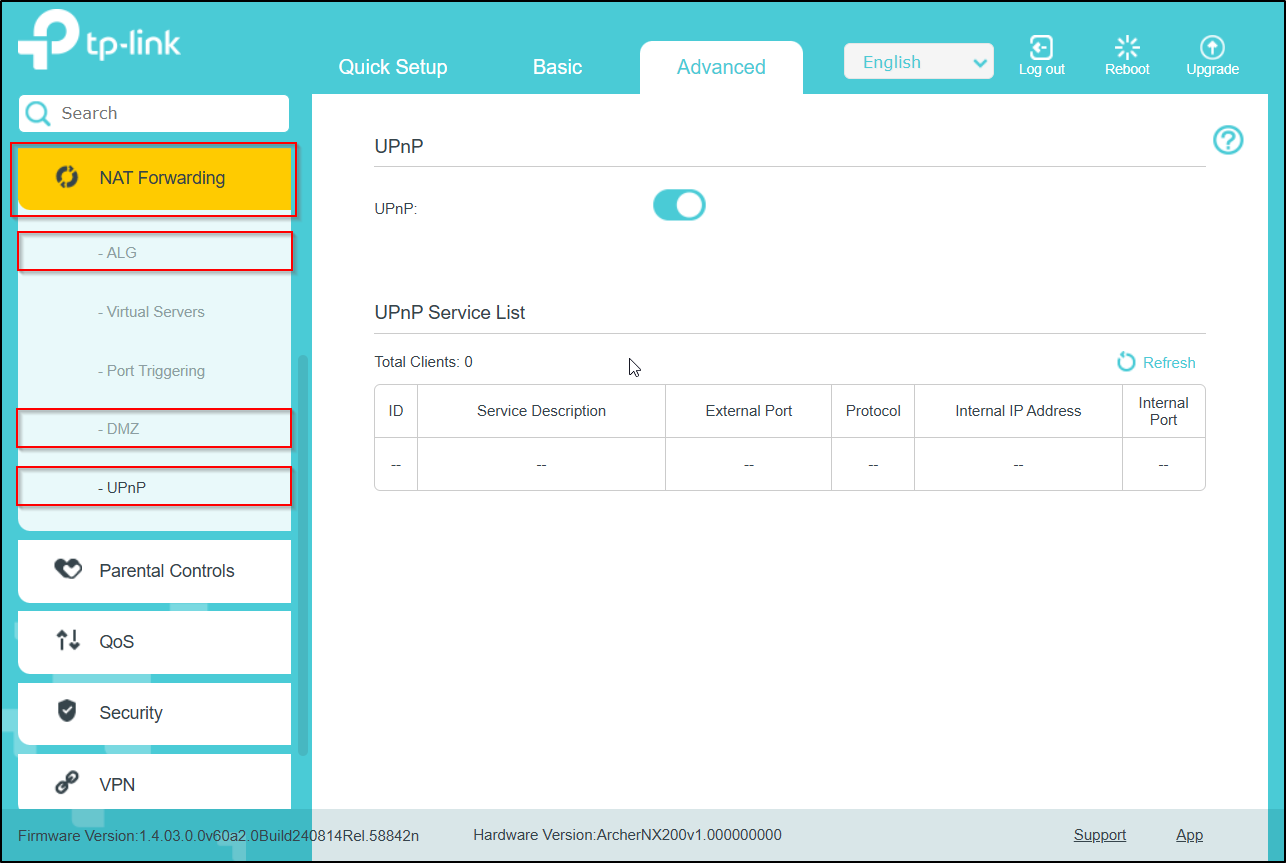 tp-link
Quick Setup
Basic
Advanced
English
Log out
Reboot
Upgrade
Search
NAT Forwarding
- ALG
- Virtual Servers
- Port Triggering
- DMZ
- UPnP
Parental Controls
QoS
Security
VPN
UPnP
?
UPnP:
UPnP Service List
Total Clients: 0
Refresh
ID Service Description External Port Protocol Internal IP Address Internal
Port
-- -- -- -- -- --
Firmware Version:1.4.03.0.0v60a2.0Build240814Rel.58842n
Hardware Version:ArcherNX200v1.000000000
Support
App